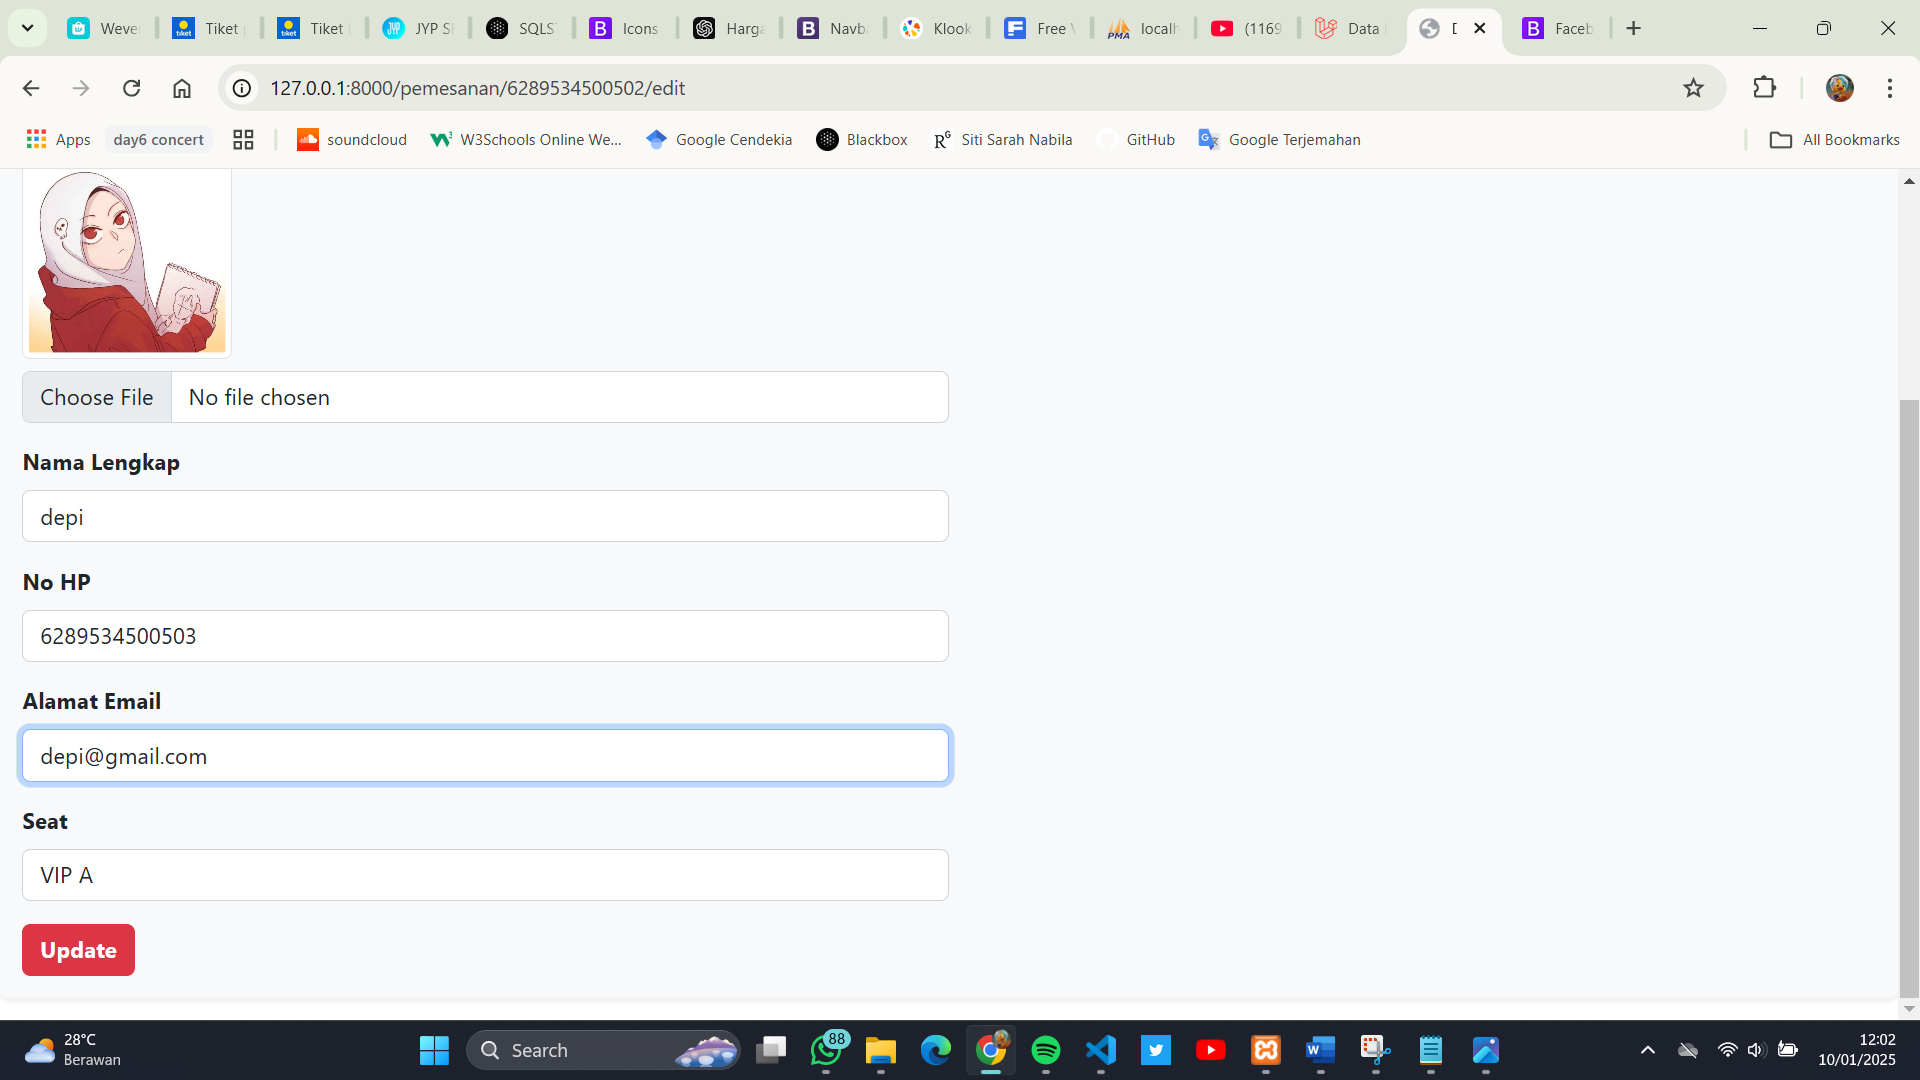 Weve
Tiket
Tiket
JYP S
SQLS
Icons
Harga
Navb
Klook
Free
localh
(1169
Data
Faceb
127.0.0.1:8000/pemesanan/6289534500502/edit
Apps
day6 concert
soundcloud
W3Schools Online We...
Google Cendekia
Blackbox
Siti Sarah Nabila
GitHub
Google Terjemahan
All Bookmarks
Choose File
No file chosen
Nama Lengkap
depi
No HP
6289534500503
Alamat Email
depi@gmail.com
Seat
VIP A
Update
28°C
Berawan
Search
88
12:02
10/01/2025